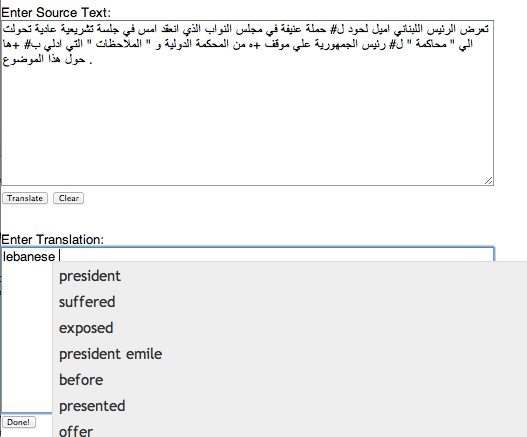 Enter Source Text:
تعرض الرئيس اللبناني اميل لحود ل# حملة عنيفة في مجلس النواب الذي انعقد امس في جلسة تشريعية عادية تحولت
الي " محاكمة " ل# رئيس الجمهورية علي موقف +ه من المحكمة الدولية و " الملاحظات " التي ادلي ب# +ها
حول هذا الموضوع .
Translate Clear
Enter Translation:
lebanese
president
suffered
exposed
president emile
before
presented
Done!
offer